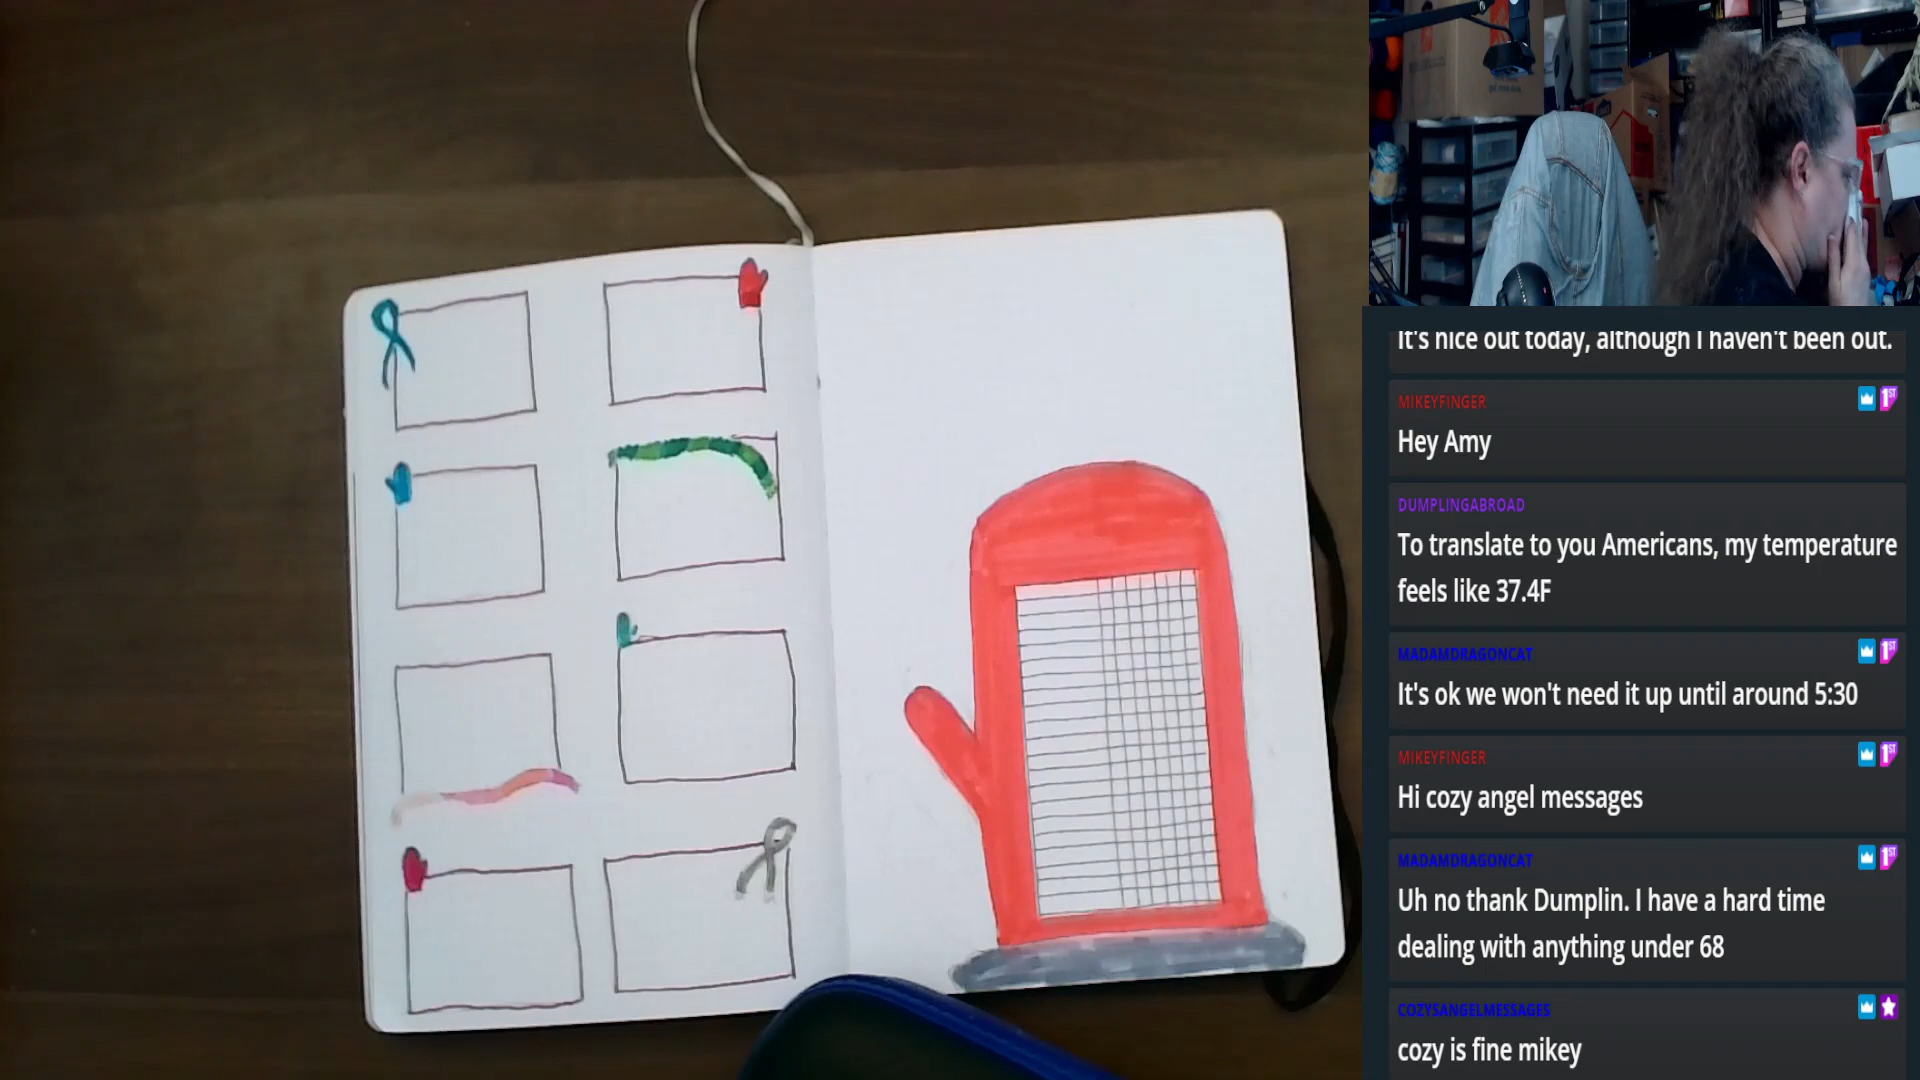 It's nice out today, although I haven't been out.
MIKEYFINGER
Hey Amy
DUMPLINGABROAD
To translate to you Americans, my temperature
feels like 37.4F
MADAMDRAGONCAT
It's ok we won't need it up until around 5:30
MIKEYFINGER
Hi cozy angel messages
MADAMDRAGONCAT
Uh no thank Dumplin. I have a hard time
dealing with anything under 68
COZYSANGELMESSAGES
cozy is fine mikey